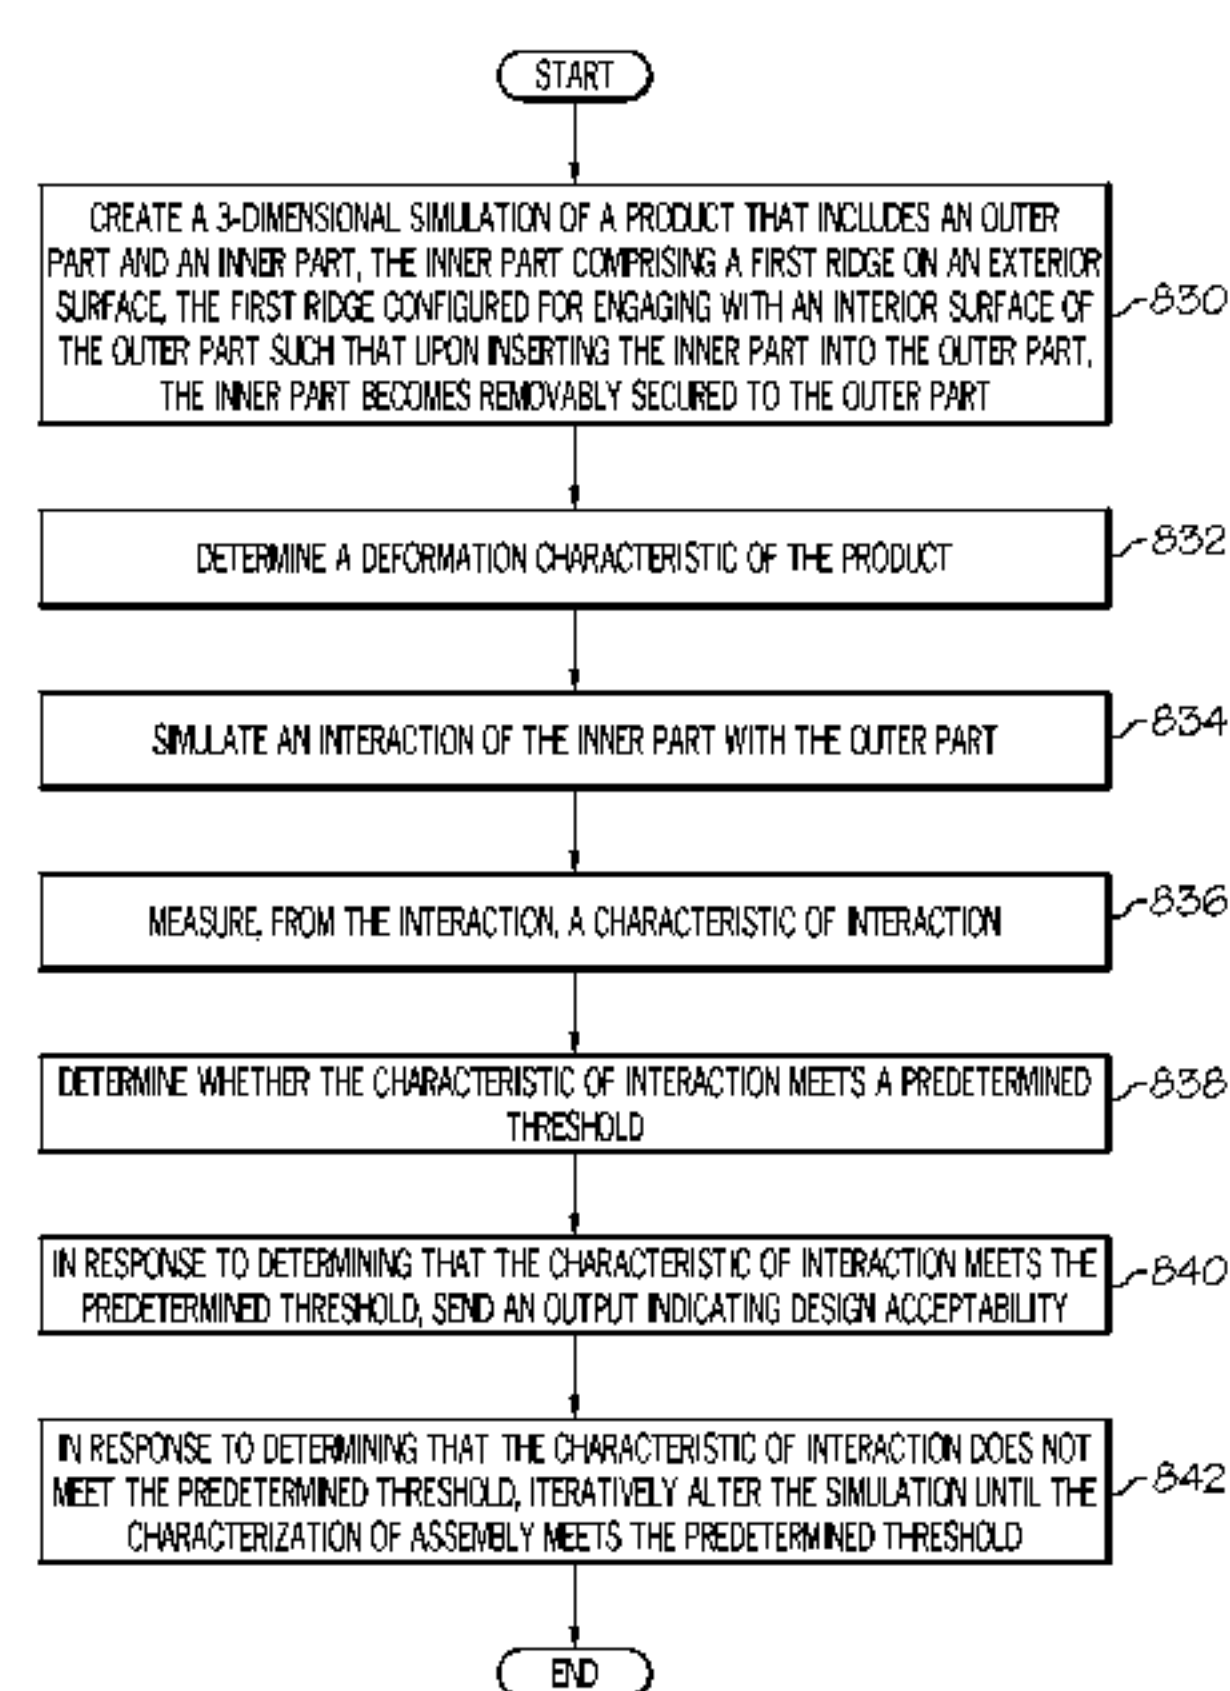 START
CREATE A 3-DIMENSIONAL SIMULATION OF A PRODUCT THAT INCLUDES AN OUTER
PART AND AN INNER PART, THE INNER PART COMPRISING A FIRST RIDGE ON AN EXTERIOR
SURFACE, THE FIRST RIDGE CONFIGURED FOR ENGAGING WITH AN INTERIOR SURFACE OF
THE OUTER PART SUCH THAT UPON INSERTING THE INNER PART INTO THE OUTER PART,
THE INNER PART BECOMES REMOVABLY SECURED TO THE OUTER PART
830
DETERMINE A DEFORMATION CHARACTERISTIC OF THE PRODUCT
832
SIMULATE AN INTERACTION OF THE INNER PART WITH THE OUTER PART
834
MEASURE, FROM THE INTERACTION, A CHARACTERISTIC OF INTERACTION
836
DETERMINE WHETHER THE CHARACTERISTIC OF INTERACTION MEETS A PREDETERMINED
THRESHOLD
838
IN RESPONSE TO DETERMINING THAT THE CHARACTERISTIC OF INTERACTION MEETS THE
PREDETERMINED THRESHOLD, SEND AN OUTPUT INDICATING DESIGN ACCEPTABILITY
840
IN RESPONSE TO DETERMINING THAT THE CHARACTERISTIC OF INTERACTION DOES NOT
MEET THE PREDETERMINED THRESHOLD, ITERATIVELY ALTER THE SIMULATION UNTIL THE
CHARACTERIZATION OF ASSEMBLY MEETS THE PREDETERMINED THRESHOLD
842
END